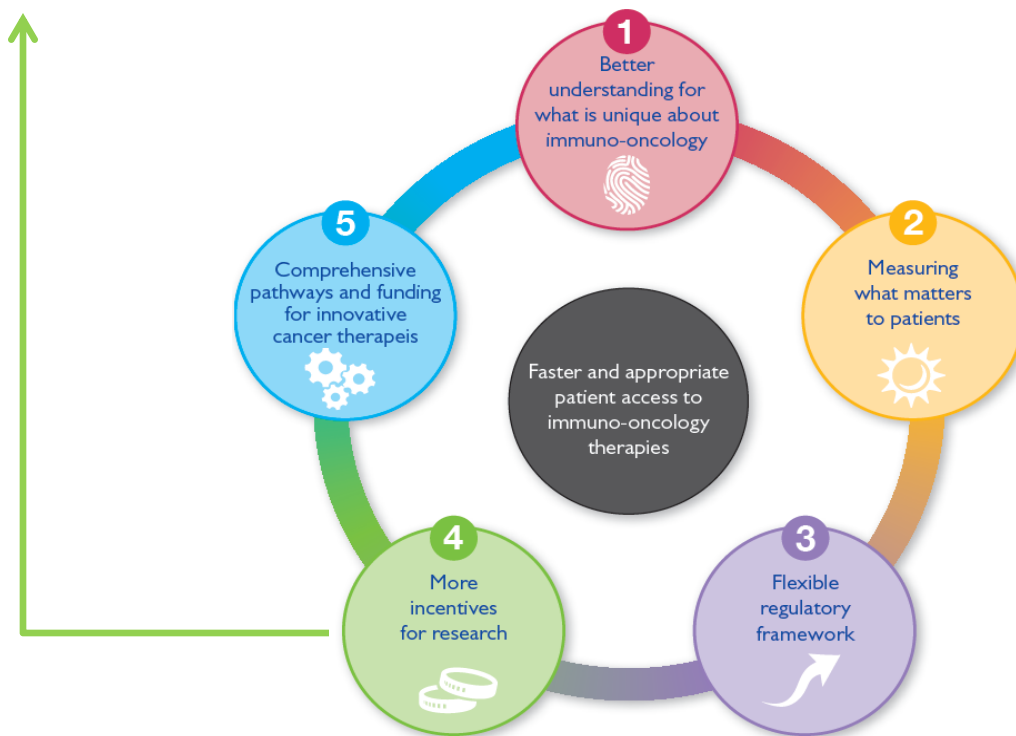 1
Better
understanding for
what is unique about
immuno-oncology
2
Measuring
what matters
to patients
3
Flexible
regulatory
framework
4
More
incentives
for research
5
Comprehensive
pathways and funding
for innovative
cancer therapeis
Faster and appropriate
patient access to
immuno-oncology
therapies